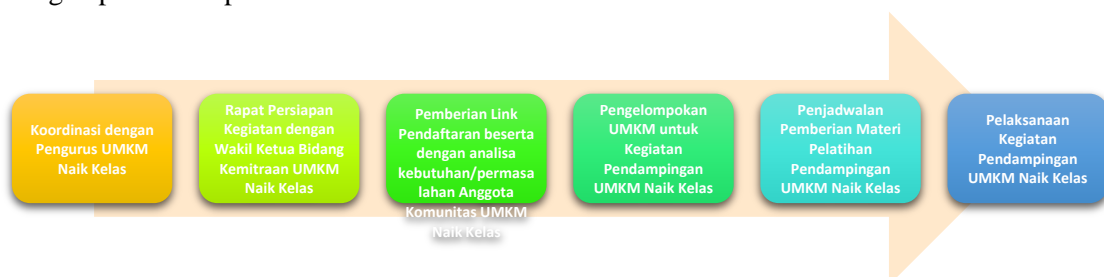 Koordinasi dengan
Pengurus UMKM
Naik Kelas
Rapat Persiapan
Kegiatan dengan
Wakil Ketua Bidang
Kemitraan UMKM
Naik Kelas
Pemberian Link
Pendaftaran beserta
dengan analisa
kebutuhan/permasa
lahan Anggota
Komunitas UMKM
Naik Kelas
Pengelompokan
UMKM untuk
Kegiatan
Pendampingan
UMKM Naik Kelas
Penjadwalan
Pemberian Materi
Pelatihan
Pendampingan
UMKM Naik Kelas
Pelaksanaan
Kegiatan
Pendampingan
UMKM Naik Kelas